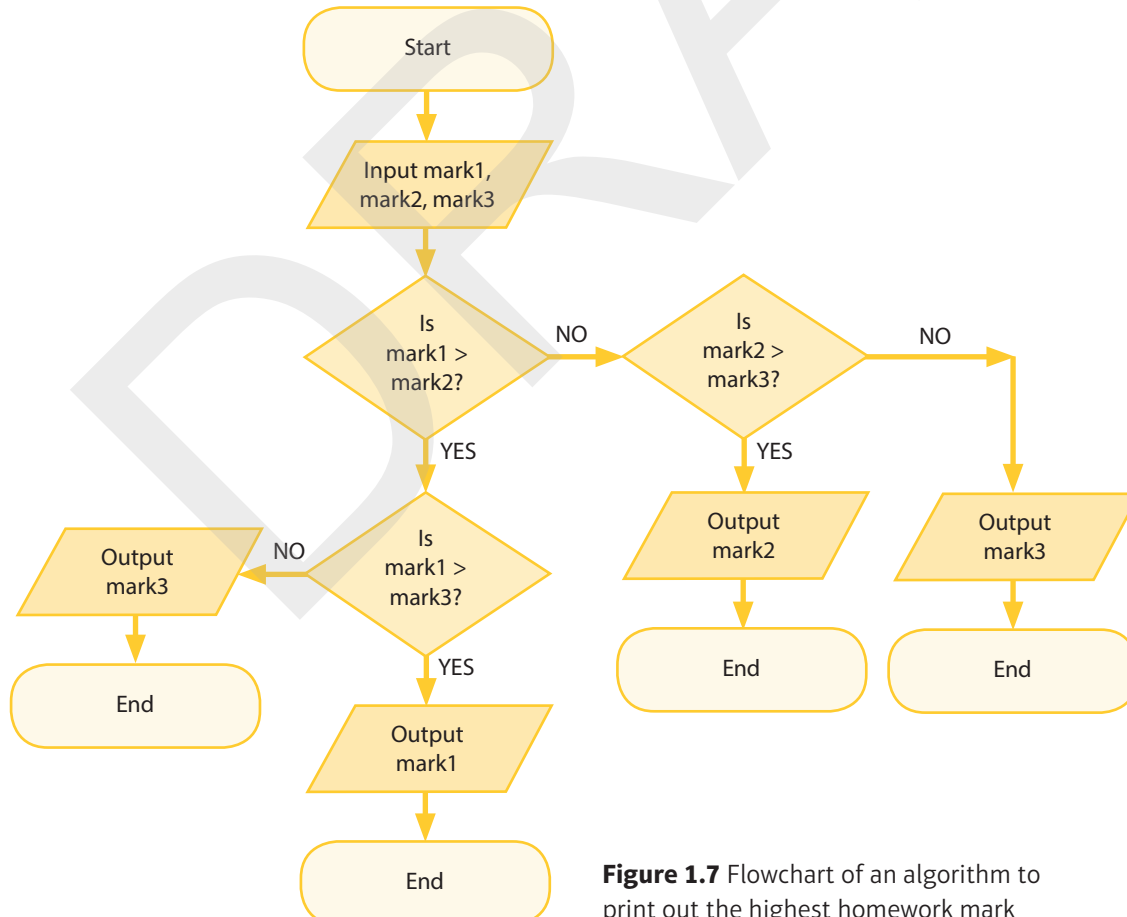 Start
Input mark1,
mark2, mark3
Is
mark1 >
mark2?
NO
Is
mark2 >
mark3?
NO
YES
YES
Output
mark2
Output
mark3
End
End
Is
mark1 >
mark3?
NO
Output
mark3
End
YES
Output
mark1
End
Figure 1.7 Flowchart of an algorithm to
print out the highest homework mark
DRA